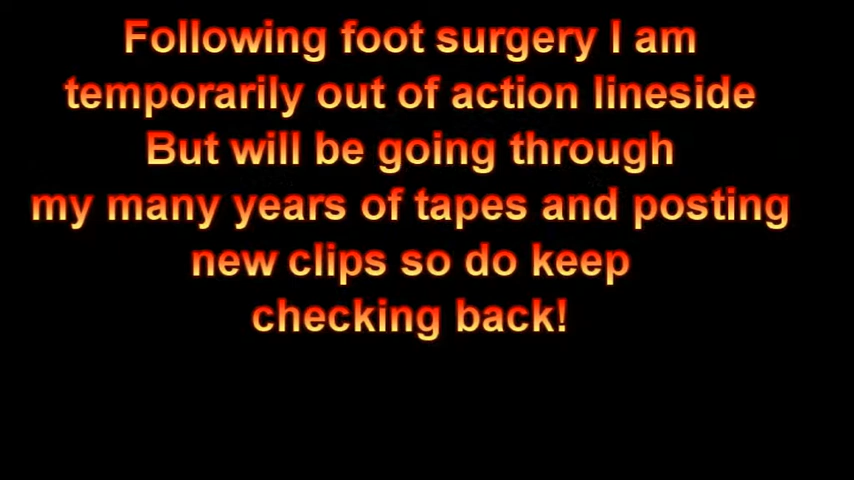 Following foot surgery I am
temporarily out of action lineside
But will be going through
my many years of tapes and posting
new clips so do keep
checking back!